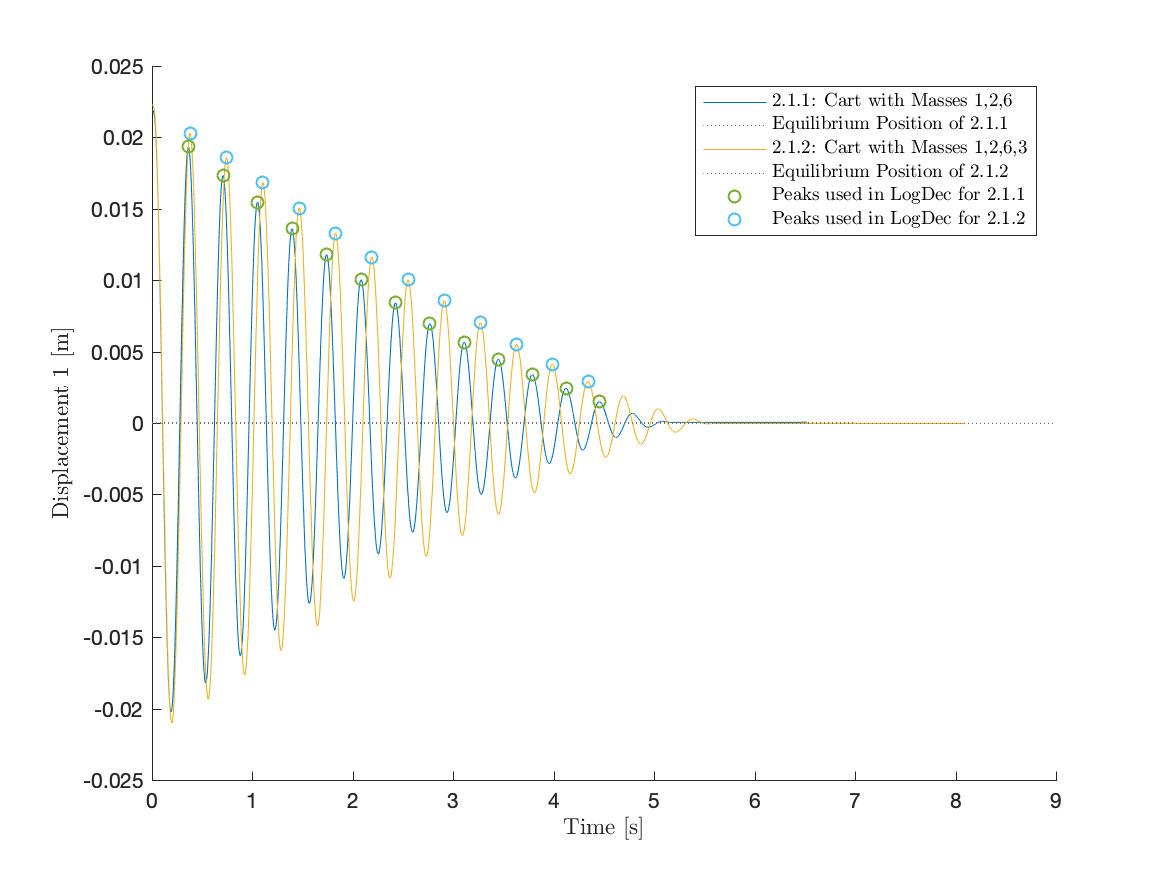 0.025
0.02
0.015
0.01
0.005
0
-0.005
-0.01
-0.015
-0.02
-0.025
Displacement 1 [m]
2.1.1: Cart with Masses 1,2,6
Equilibrium Position of 2.1.1
2.1.2: Cart with Masses 1,2,6,3
Equilibrium Position of 2.1.2
Peaks used in LogDec for 2.1.1
Peaks used in LogDec for 2.1.2
0 1 2 3 4 5 6 7 8 9
Time [s]